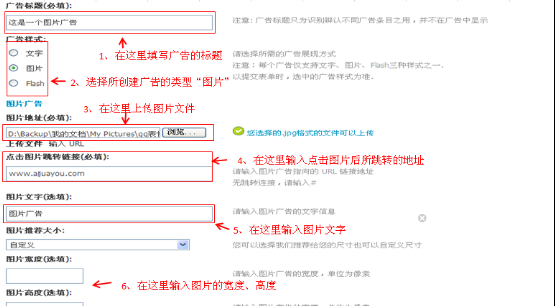 广告标题(必填):
这是一个图片广告
注意: 广告标题只为识别辨认不同广告条目之用，并不在广告中显示
1、在这里填写广告的标题
广告样式:
文字
图片
Flash
请选择所需的广告展现方式
注意：每个广告仅支持文字、图片、Flash三种样式之一。
以提交表单时，选中的广告样式为准。
2、选择所创建广告的类型“图片”
图片广告
3、在这里上传图片文件
图片地址(必填):
D:\Backup\我的文档\My Pictures\qq表情 浏览...
您选择的.jpg格式的文件可以上传
上传文件 输入 URL
点击图片跳转链接(必填):
4、在这里输入点击图片后所跳转的地址
www.aijuayou.com
请输入图片广告指向的 URL 链接地址
无跳转连接，请输入#
图片文字(选填):
图片广告
请输入图片广告的文字信息
5、在这里输入图片文字
图片推荐大小:
自定义
您可以选择我们推荐给您的尺寸也可以自定义尺寸
图片宽度(选填):
请输入图片广告的宽度，单位为像素
6、在这里输入图片的宽度、高度
图片高度(选填):